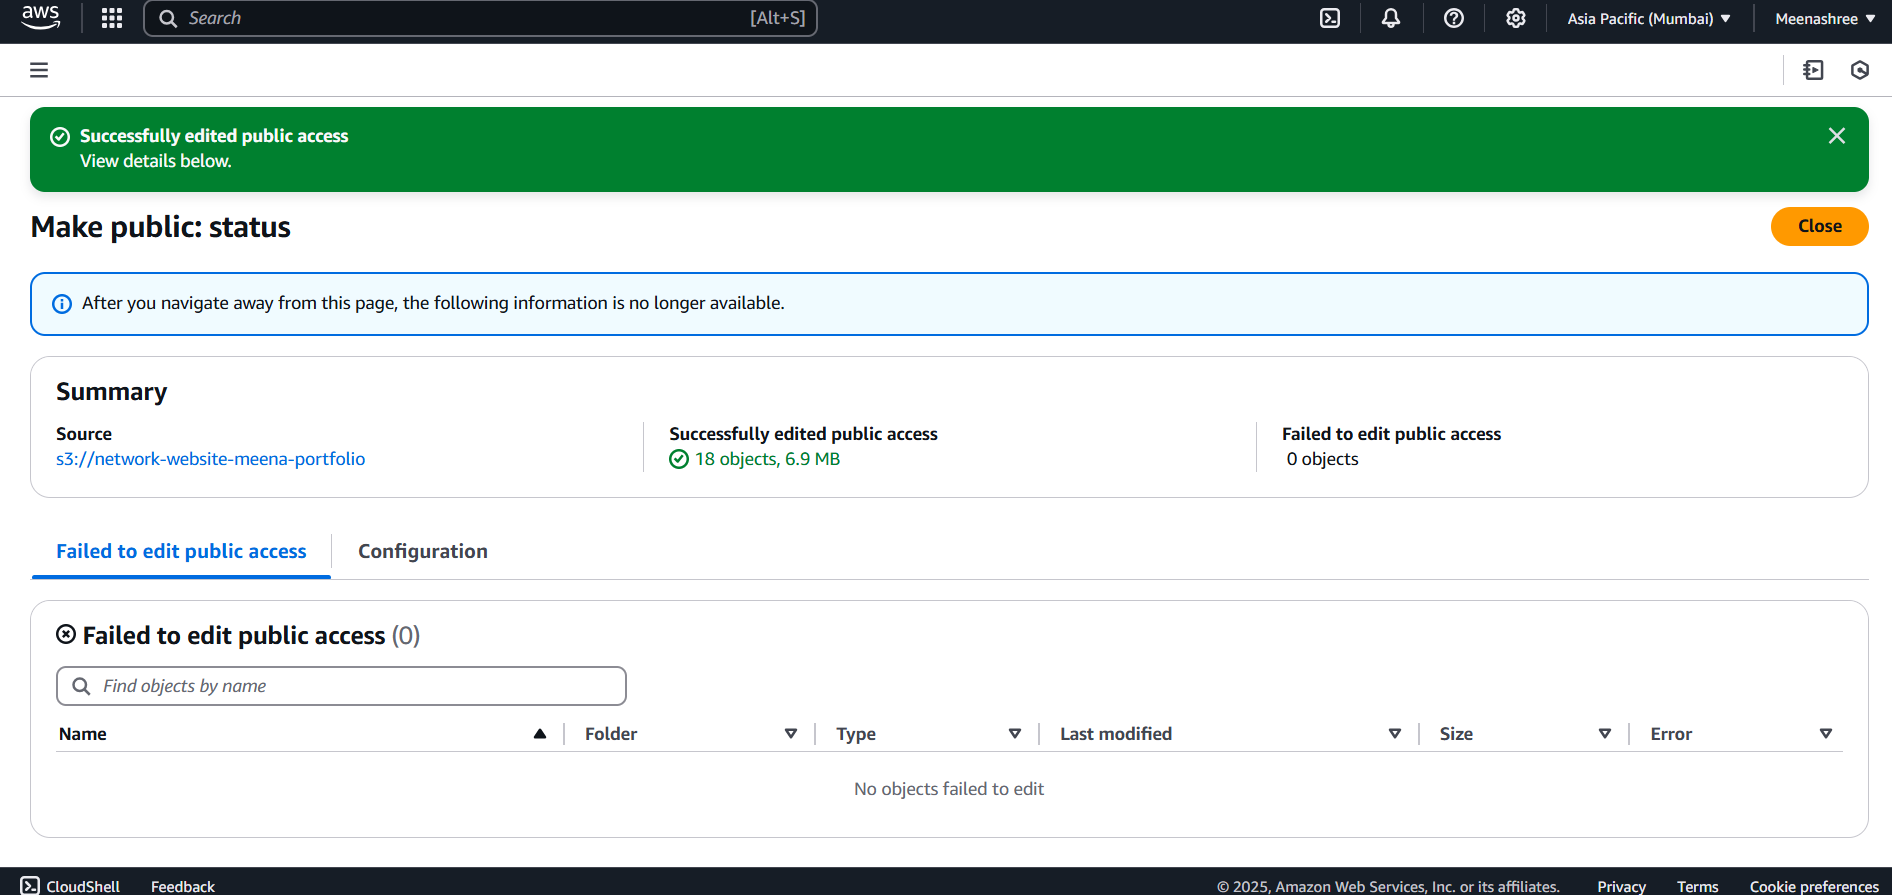 aws
Search
[Alt+S]
Asia Pacific (Mumbai)
Meenashree
Successfully edited public access
View details below.
Make public: status
Close
After you navigate away from this page, the following information is no longer available.
Summary
Source
s3://network-website-meena-portfolio
Successfully edited public access
18 objects, 6.9 MB
Failed to edit public access
0 objects
Failed to edit public access
Configuration
Failed to edit public access (0)
Find objects by name
Name Folder Type Last modified Size Error
No objects failed to edit
CloudShell Feedback © 2025, Amazon Web Services, Inc. or its affiliates. Privacy Terms Cookie preferences